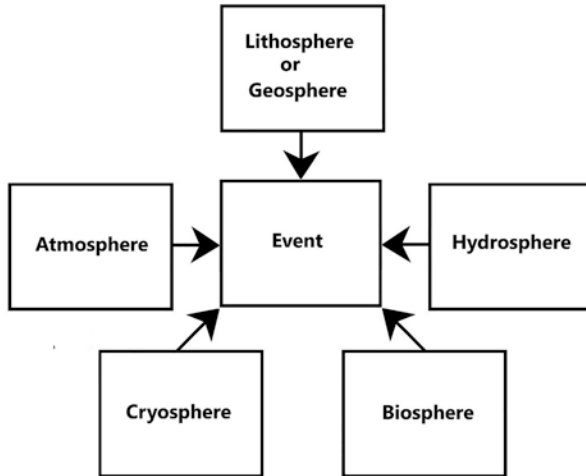 Lithosphere
or
Geosphere
Atmosphere
Event
Hydrosphere
Cryosphere
Biosphere